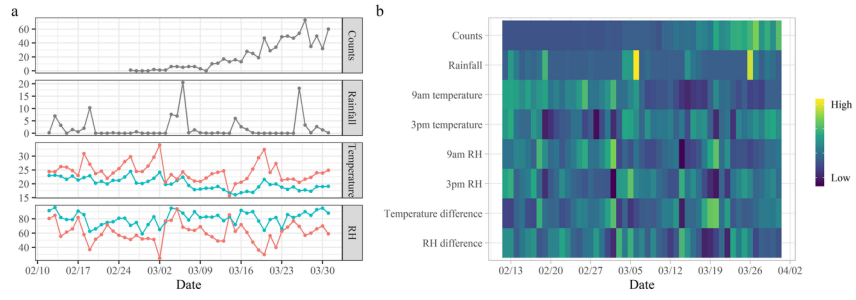 a
60
40
20
0
Counts
20
15
10
5
0
Rainfall
30
25
20
15
Temperature
80
60
40
RH
02/10 02/17 02/24 03/02 03/09 03/16 03/23 03/30
Date
b
Counts
Rainfall
9am temperature
3pm temperature
9am RH
3pm RH
Temperature difference
RH difference
02/13 02/20 02/27 03/05 03/12 03/19 03/26 04/02
Date
High
Low